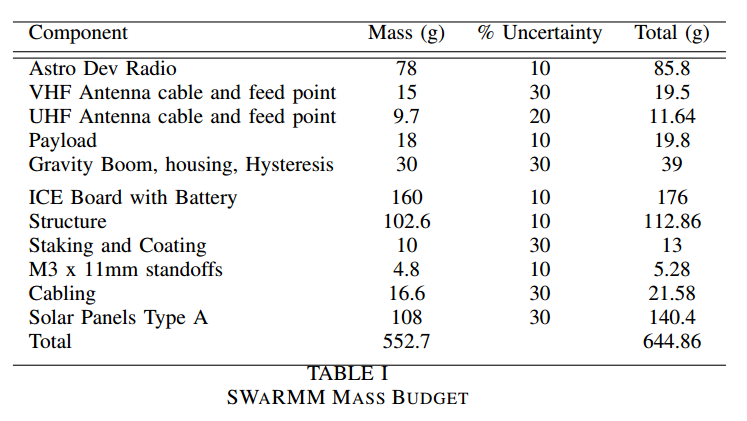 Component Mass (g) % Uncertainty Total (g)
Astro Dev Radio 78 10 85.8
VHF Antenna cable and feed point 15 30 19.5
UHF Antenna cable and feed point 9.7 20 11.64
Payload 18 10 19.8
Gravity Boom, housing, Hysteresis 30 30 39
ICE Board with Battery 160 10 176
Structure 102.6 10 112.86
Staking and Coating 10 30 13
M3 x 11mm standoffs 4.8 10 5.28
Cabling 16.6 30 21.58
Solar Panels Type A 108 30 140.4
Total 552.7 644.86
TABLE I
SWARMM MASS BUDGET